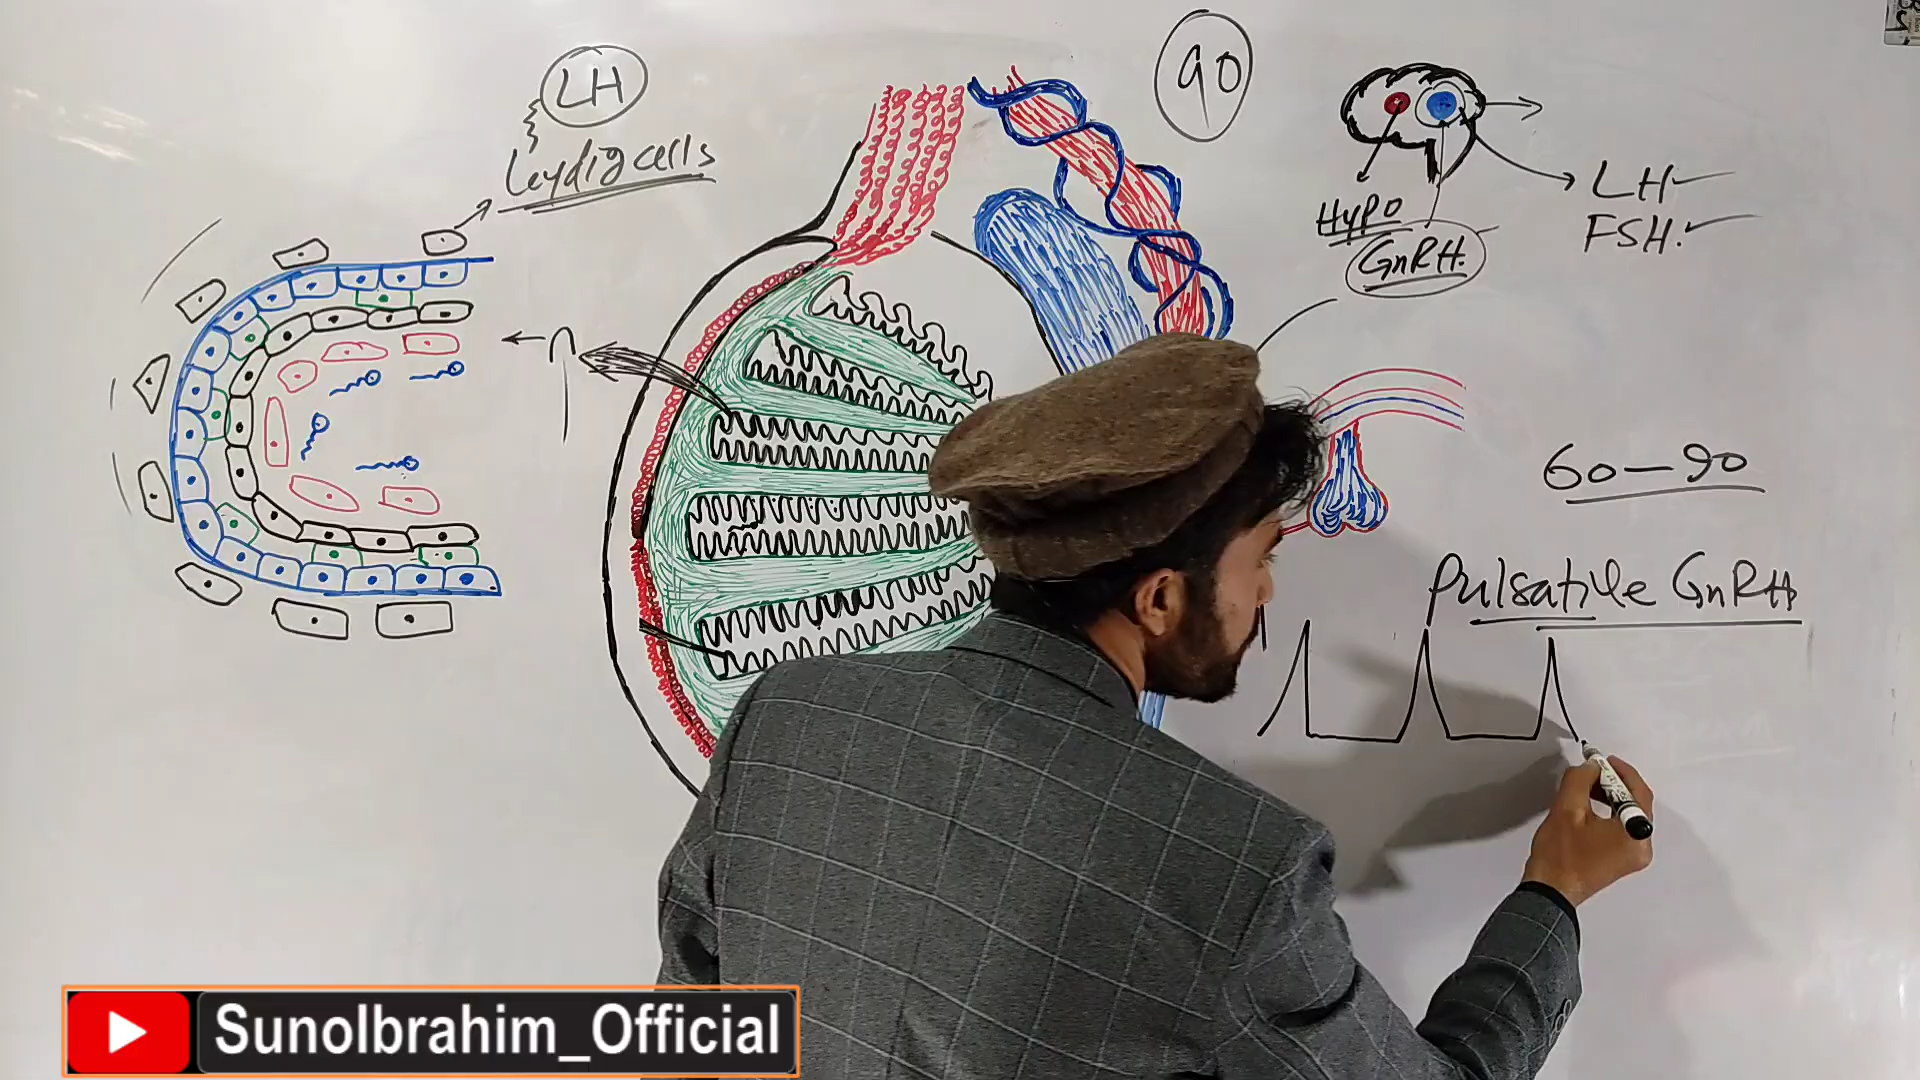 LH
Leydig cells
90
Hypo
GnRH.
LH
FSH.
60-90
Pulsatile GnRH
SunoIbrahim_Official